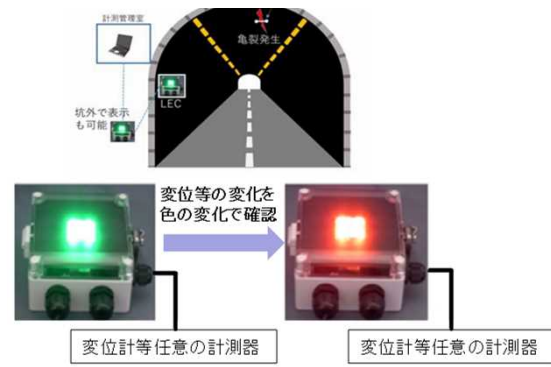 計測管理室
亀裂発生
LEC
坑外で表示
も可能
変位等の変化を
色の変化で確認
変位計等任意の計測器
変位計等任意の計測器